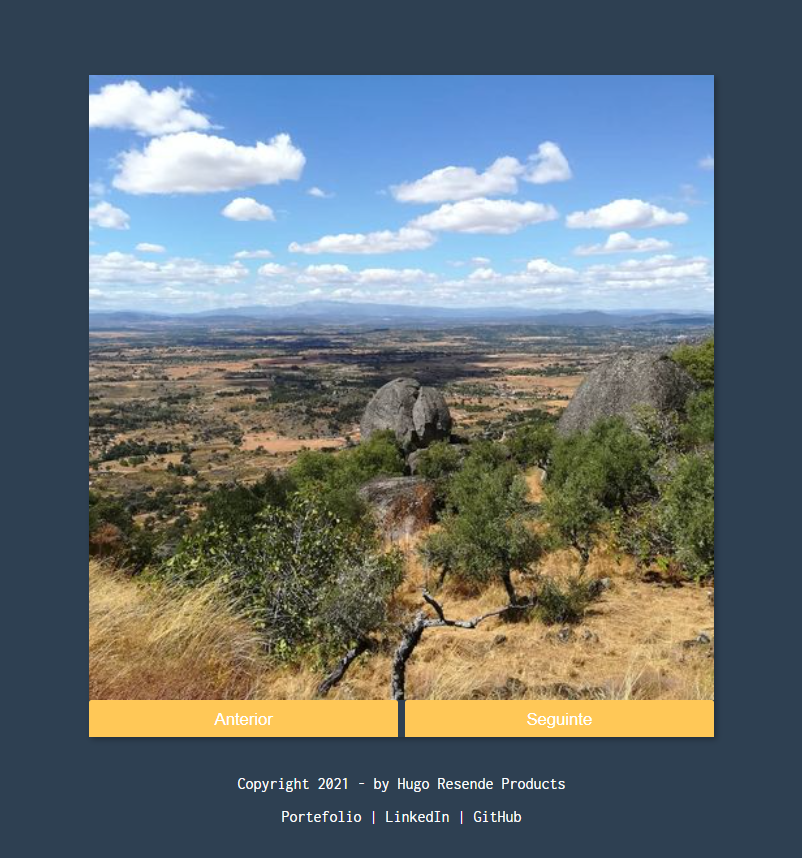 Anterior
Seguinte
Copyright 2021 - by Hugo Resende Products
Portefolio | LinkedIn | GitHub